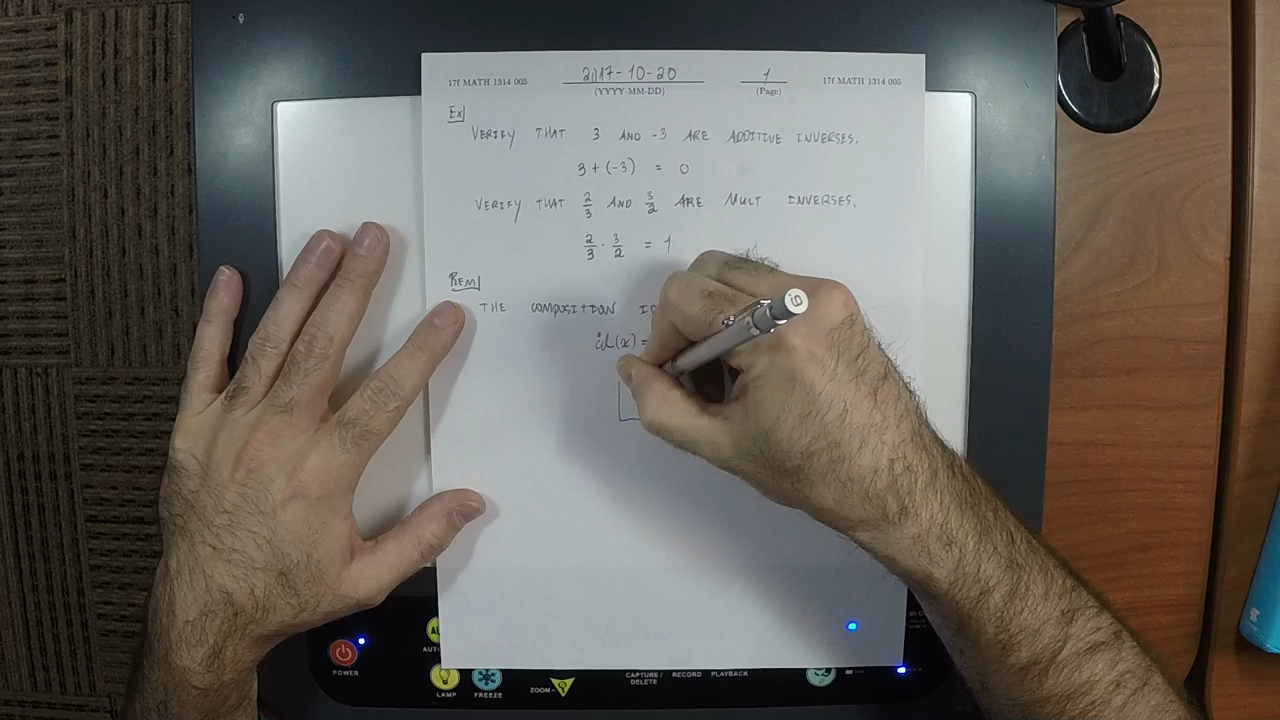 17f MATH 1314 005 2017-10-20 1 17f MATH 1314 005
(YYYY-MM-DD) (Page)
Ex
VERIFY THAT 3 AND -3 ARE ADDITIVE INVERSES.
3 + (-3) = 0
VERIFY THAT 2/3 AND 3/2 ARE MULT INVERSES.
2/3 · 3/2 = 1
REM
THE COMPOSITION
id(x) =
POWER
LAMP
FREEZE
ZOOM
CAPTURE / DELETE
RECORD
PLAYBACK